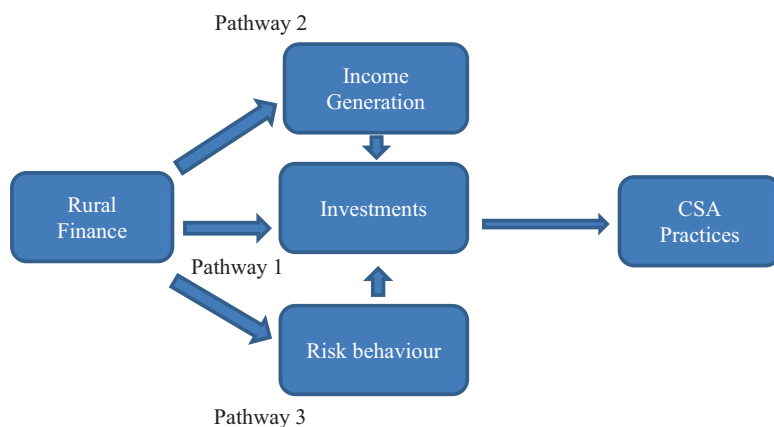 Pathway 2
Income
Generation
Rural
Finance
Investments
CSA
Practices
Pathway 1
Risk behaviour
Pathway 3